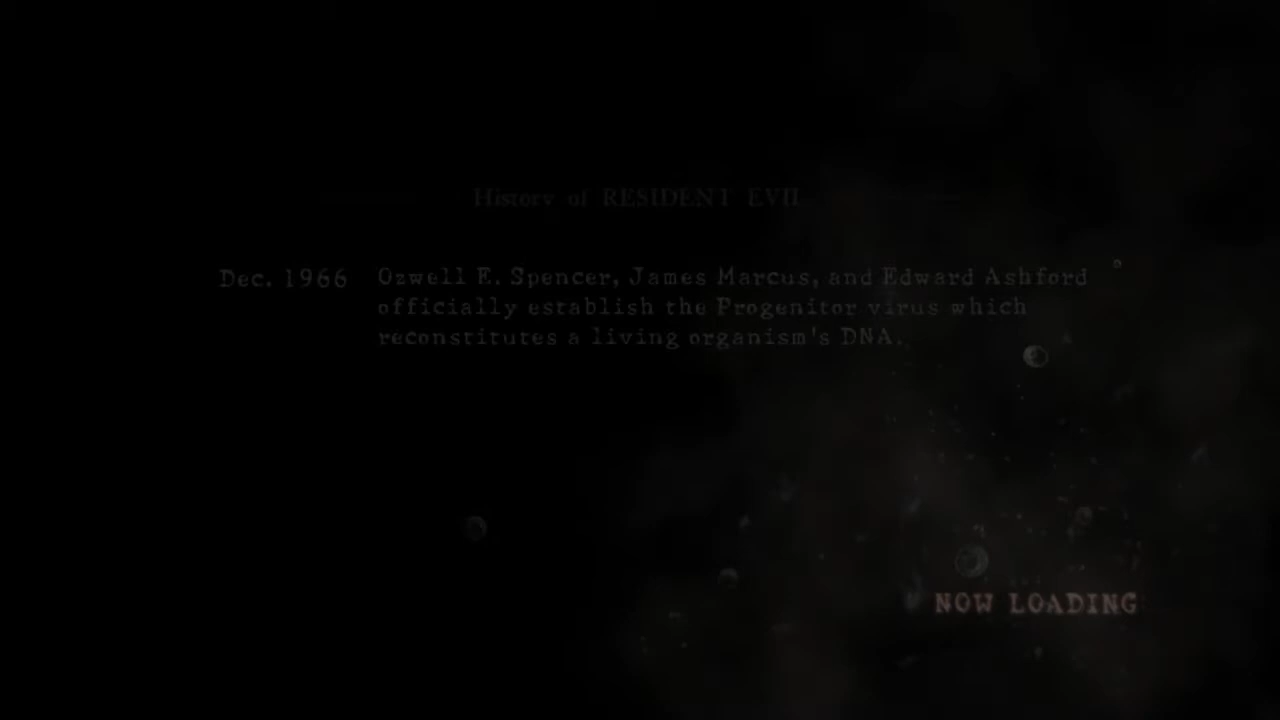 History of RESIDENT EVIL
Dec. 1966 Ozwell E. Spencer, James Marcus, and Edward Ashford
officially establish the Progenitor virus which
reconstitutes a living organism's DNA.
NOW LOADING